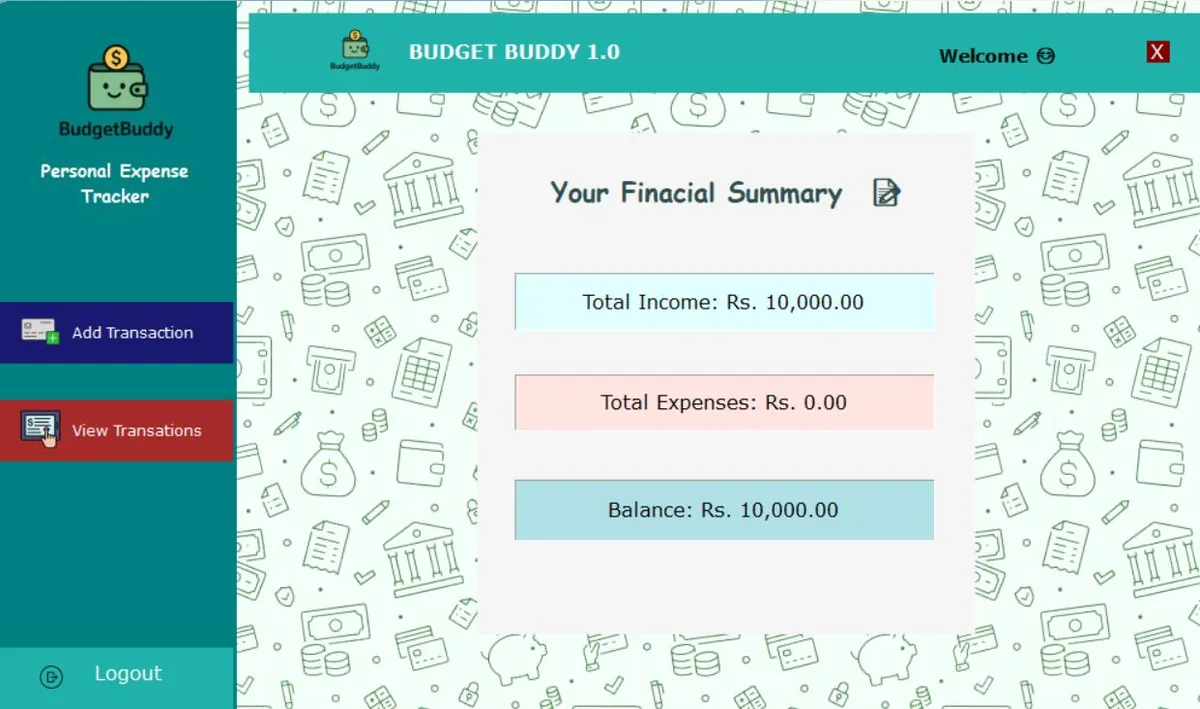 BudgetBuddy
Personal Expense
Tracker
Add Transaction
View Transations
Logout
BudgetBuddy
BUDGET BUDDY 1.0
Welcome
X
Your Finacial Summary
Total Income: Rs. 10,000.00
Total Expenses: Rs. 0.00
Balance: Rs. 10,000.00